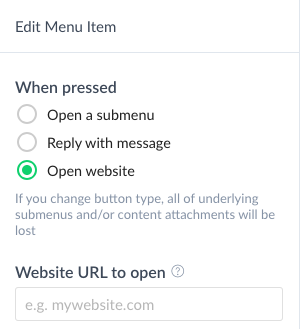 Edit Menu Item
When pressed
Open a submenu
Reply with message
Open website
If you change button type, all of underlying
submenus and/or content attachments will be
lost
Website URL to open ?
e.g. mywebsite.com